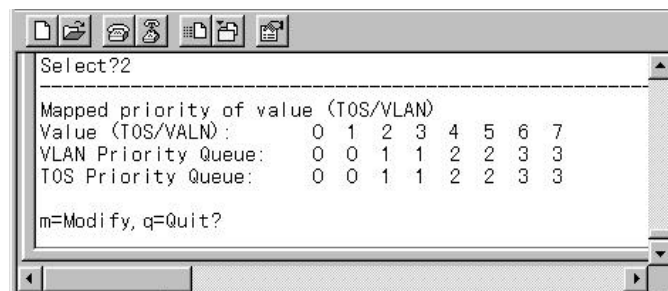 Select?2
---------------------------------------------------------------
Mapped priority of value (TOS/VLAN)
Value (TOS/VALN): 0 1 2 3 4 5 6 7
VLAN Priority Queue: 0 0 1 1 2 2 3 3
TOS Priority Queue: 0 0 1 1 2 2 3 3
m=Modify,q=Quit?